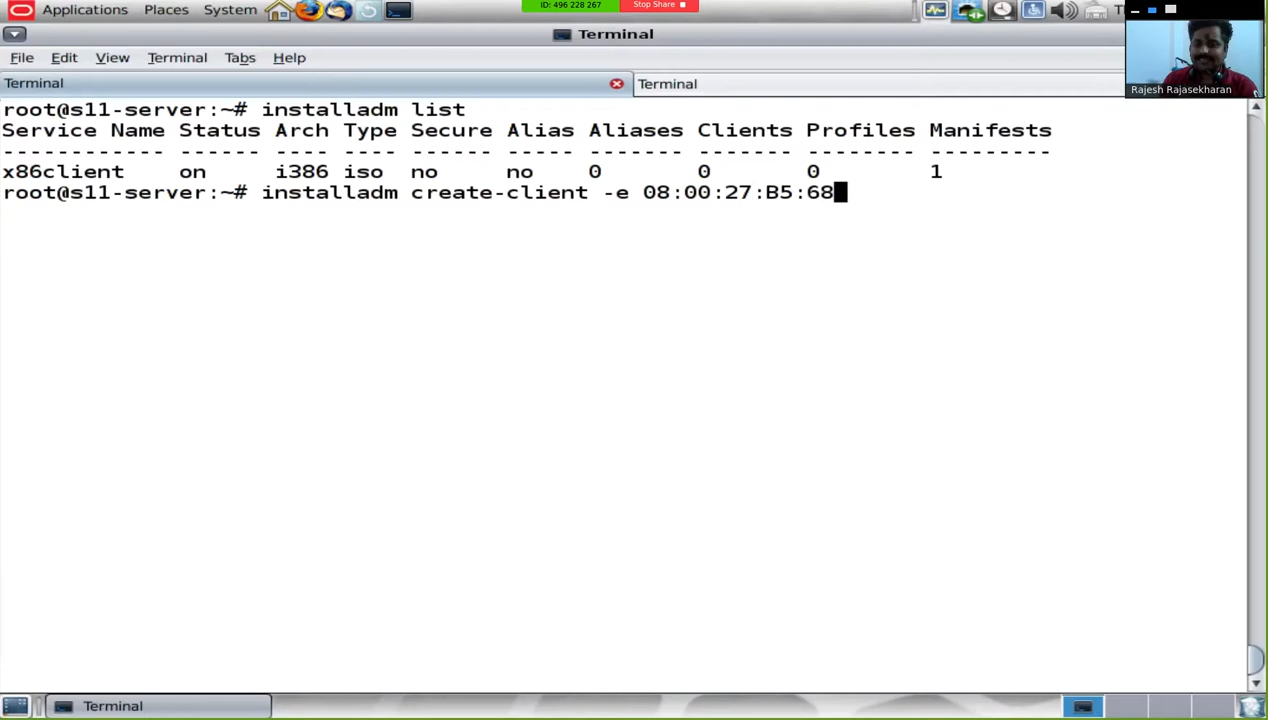 Applications Places System
ID: 496 228 267 Stop Share
Terminal
File Edit View Terminal Tabs Help
Terminal Terminal
Rajesh Rajasekharan
root@s11-server:~# installadm list
Service Name Status Arch Type Secure Alias Aliases Clients Profiles Manifests
------------ ------ ---- ---- ------ ----- ------- ------- -------- ---------
x86client on i386 iso no no 0 0 0 1
root@s11-server:~# installadm create-client -e 08:00:27:B5:68
Terminal